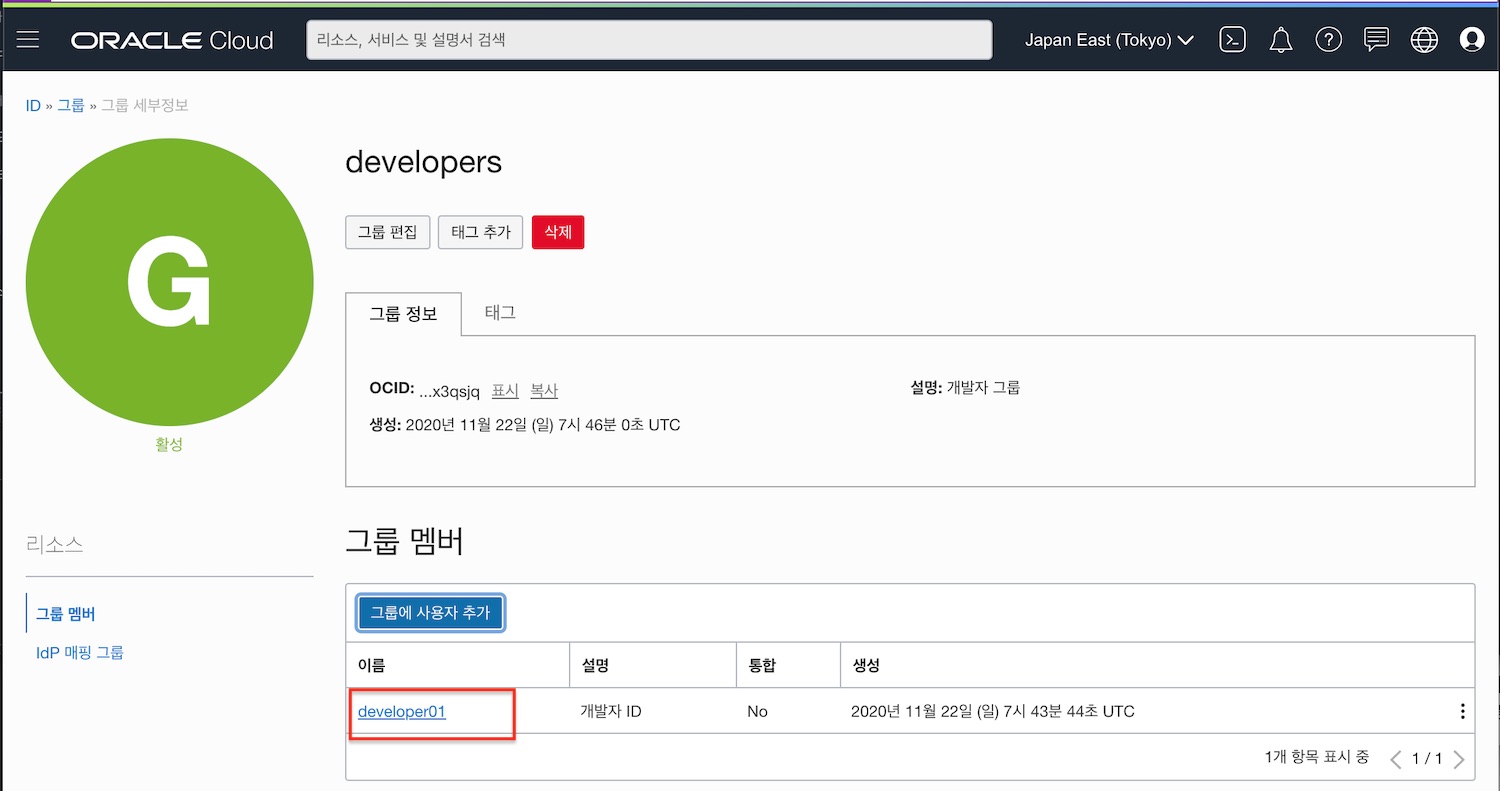 ORACLE Cloud
리소스, 서비스 및 설명서 검색
Japan East (Tokyo)
ID » 그룹 » 그룹 세부정보
G
활성
developers
그룹 편집
태그 추가
삭제
그룹 정보
태그
OCID: ...x3qsjq 표시 복사
설명: 개발자 그룹
생성: 2020년 11월 22일 (일) 7시 46분 0초 UTC
리소스
그룹 멤버
IdP 매핑 그룹
그룹 멤버
그룹에 사용자 추가
이름 설명 통합 생성
developer01 개발자 ID No 2020년 11월 22일 (일) 7시 43분 44초 UTC
1개 항목 표시 중 1 / 1